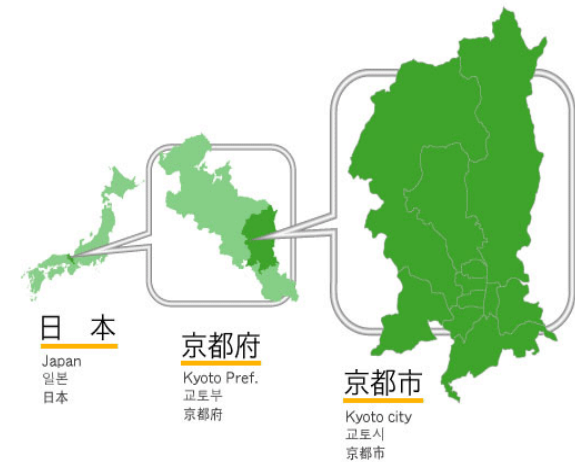 日 本
Japan
일본
日本
京都府
Kyoto Pref.
교토부
京都府
京都市
Kyoto city
교토시
京都市